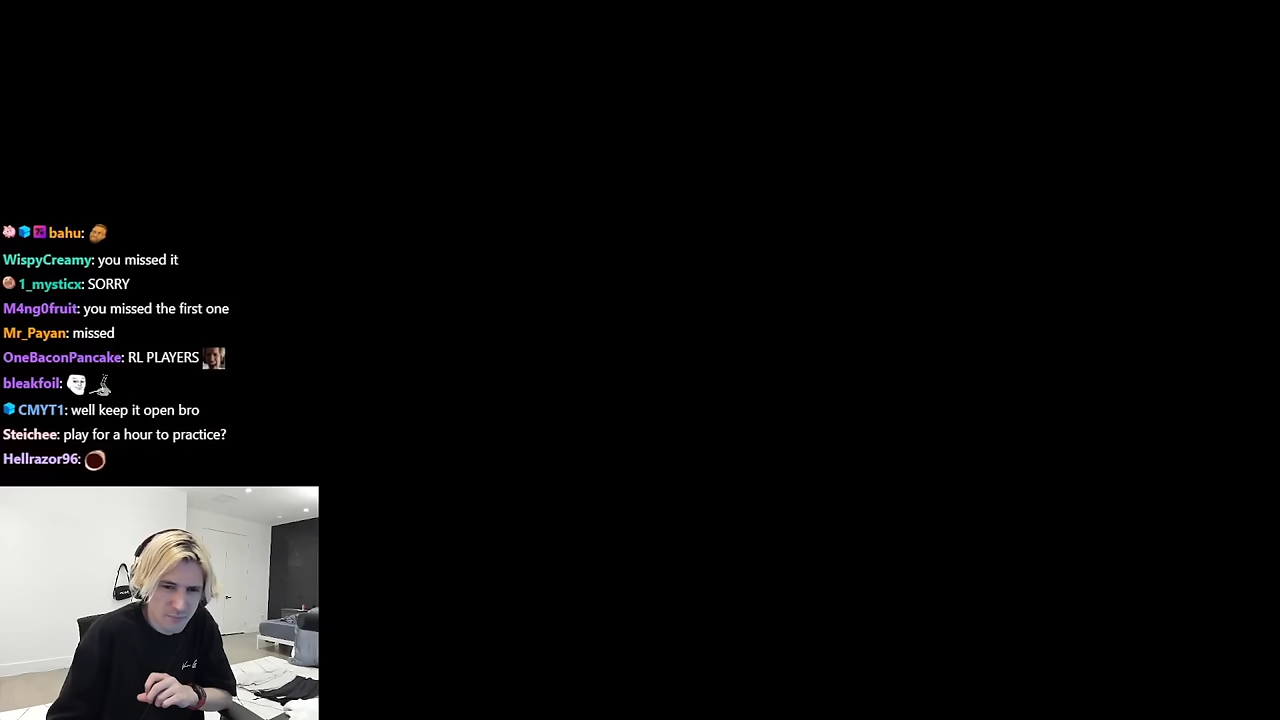 bahu:
WispyCreamy: you missed it
1_mysticx: SORRY
M4ng0fruit: you missed the first one
Mr_Payan: missed
OneBaconPancake: RL PLAYERS
bleakfoil:
CMYT1: well keep it open bro
Steichee: play for a hour to practice?
Hellrazor96: